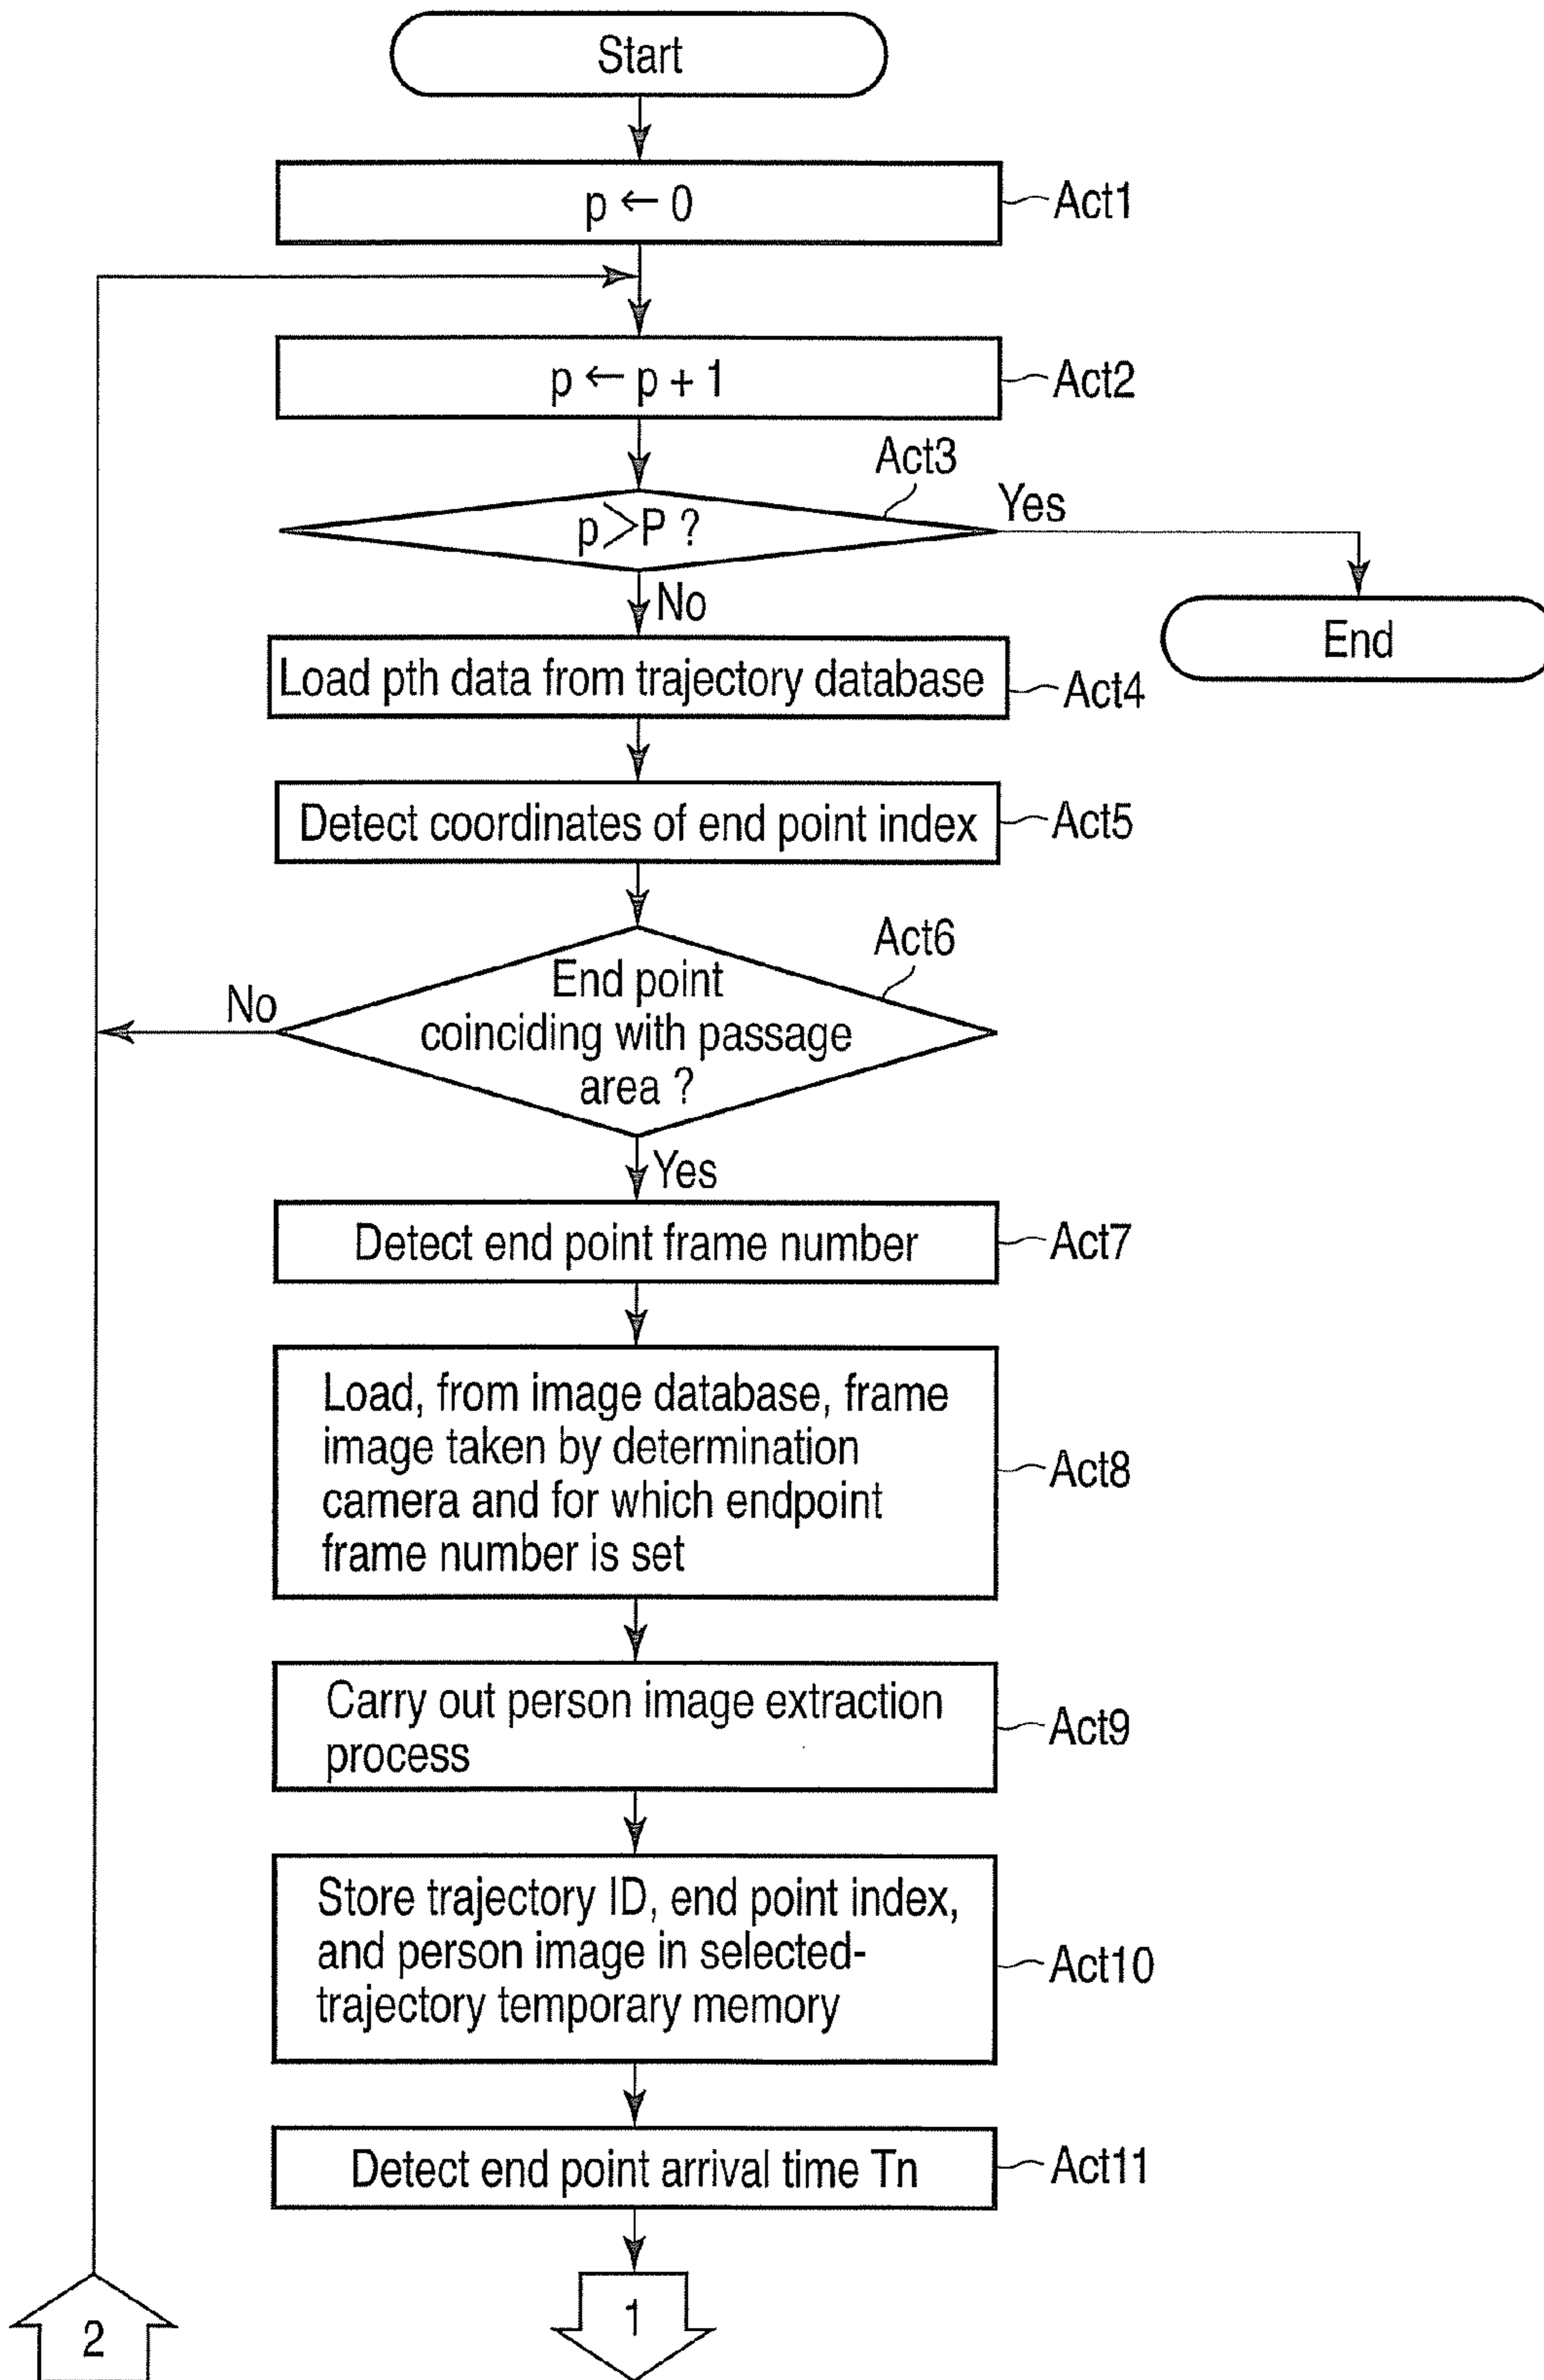 Start
p ← 0
Act1
p ← p + 1
Act2
Act3
p>P ?
Yes
No
End
Load pth data from trajectory database
Act4
Detect coordinates of end point index
Act5
Act6
End point
coinciding with passage
area ?
No
Yes
Detect end point frame number
Act7
Load, from image database, frame
image taken by determination
camera and for which endpoint
frame number is set
Act8
Carry out person image extraction
process
Act9
Store trajectory ID, end point index,
and person image in selected-
trajectory temporary memory
Act10
Detect end point arrival time Tn
Act11
2
1